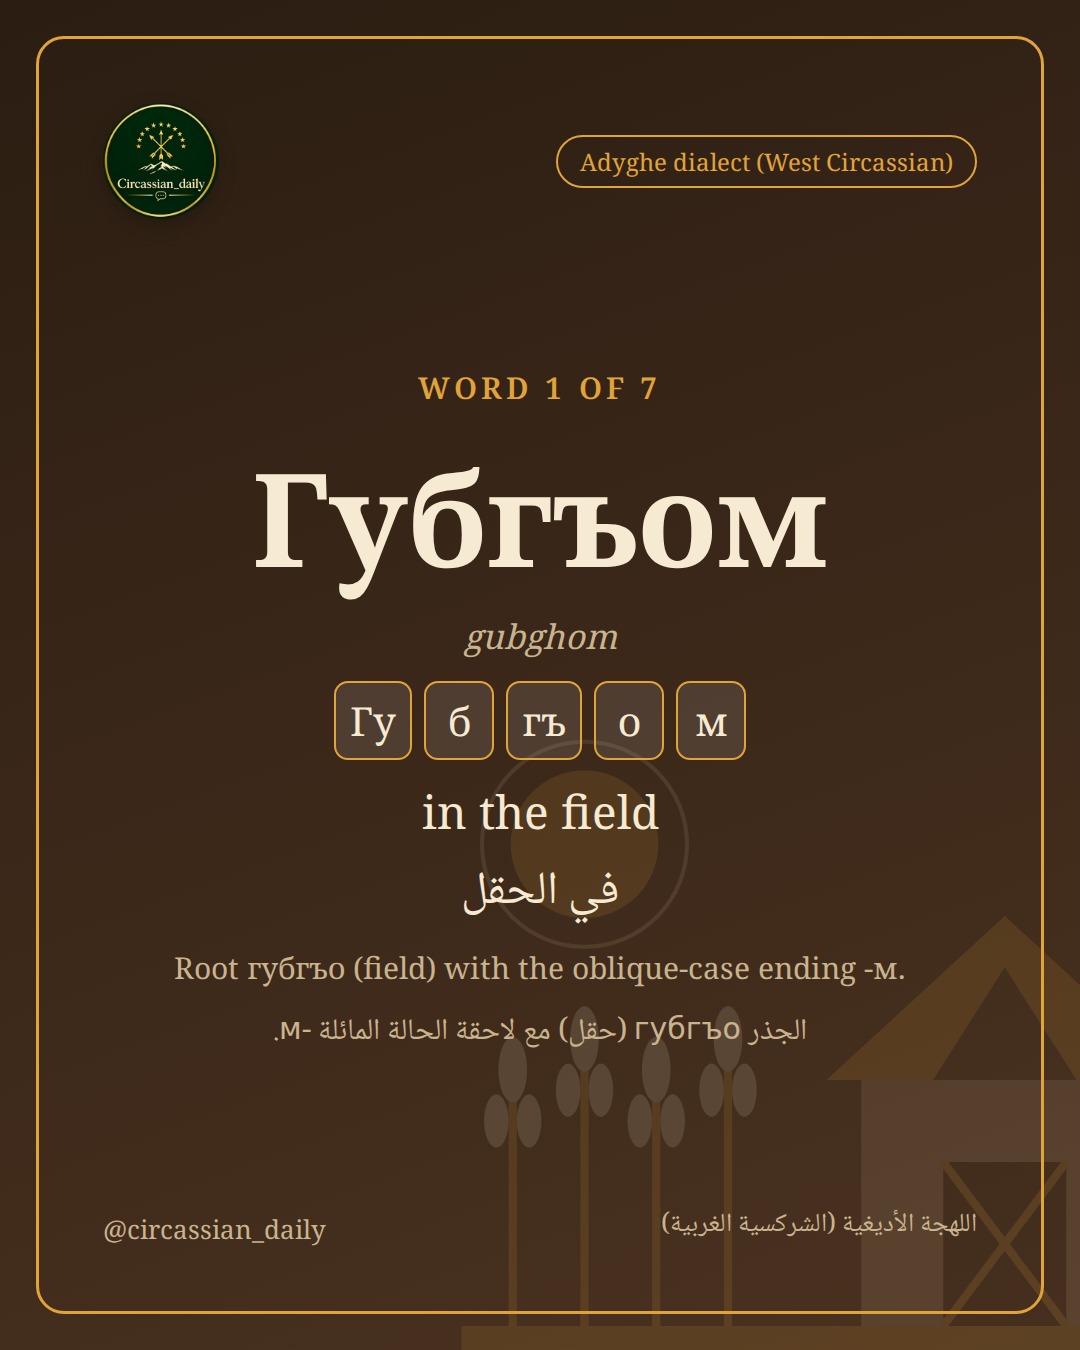 Circassian_daily
Adyghe dialect (West Circassian)
WORD 1 OF 7
Губгъом
gubghom
Гу б гъ о м
in the field
في الحقل
Root губгъо (field) with the oblique-case ending -м.
الجذر губгъо (حقل) مع لاحقة الحالة المائلة -м.
@circassian_daily
اللهجة الأديغية (الشركسية الغربية)